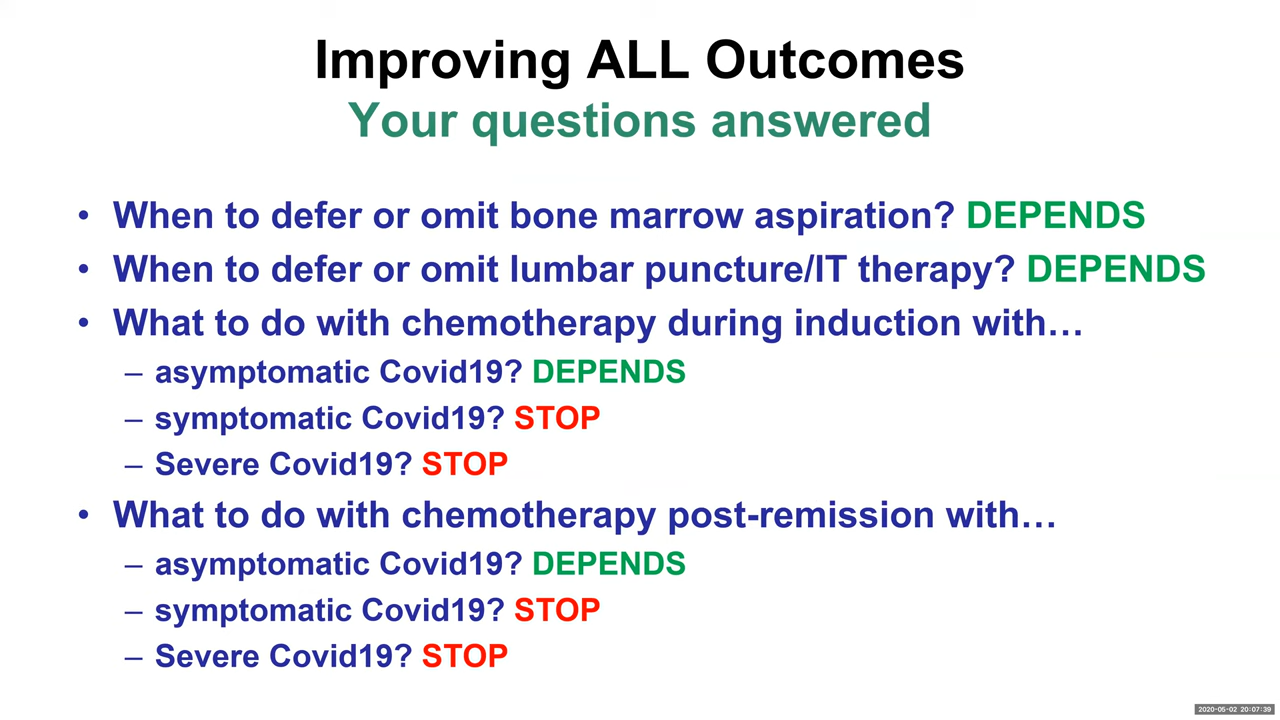 Improving ALL Outcomes
Your questions answered
• When to defer or omit bone marrow aspiration? DEPENDS
• When to defer or omit lumbar puncture/IT therapy? DEPENDS
• What to do with chemotherapy during induction with…
– asymptomatic Covid19? DEPENDS
– symptomatic Covid19? STOP
– Severe Covid19? STOP
• What to do with chemotherapy post-remission with…
– asymptomatic Covid19? DEPENDS
– symptomatic Covid19? STOP
– Severe Covid19? STOP
2020-05-02 20:07:39